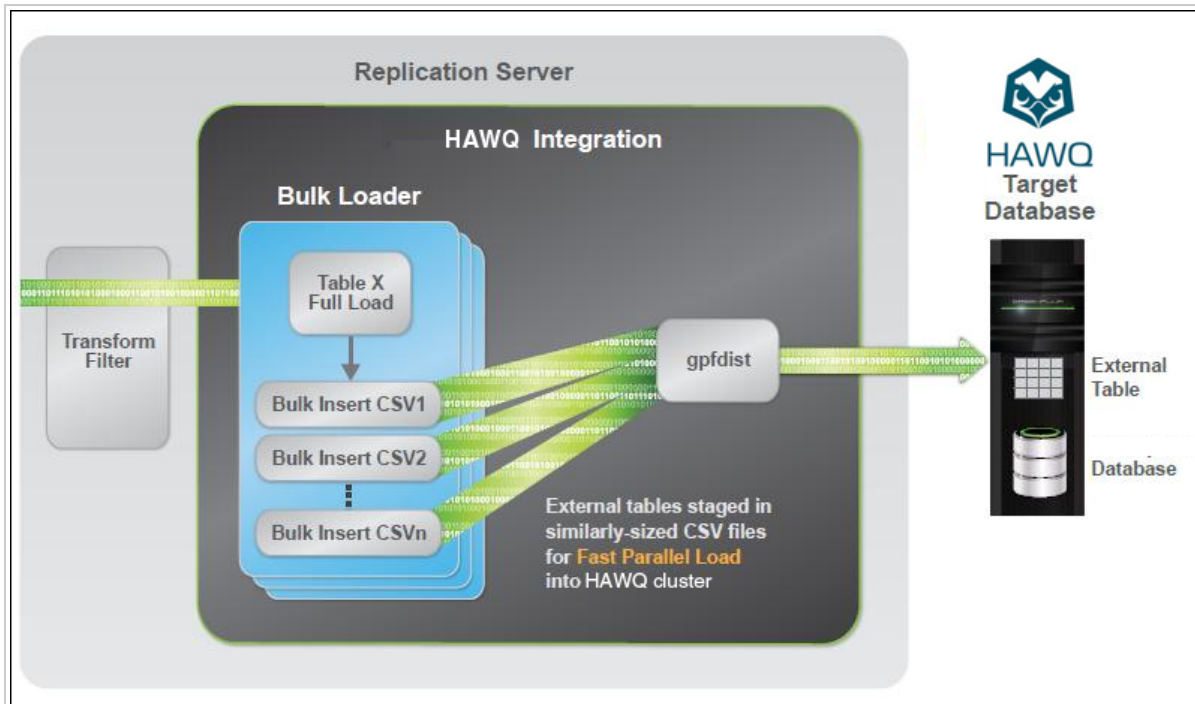 Replication Server
HAWQ Integration
Bulk Loader
Table X
Full Load
Transform
Filter
Bulk Insert CSV1
Bulk Insert CSV2
Bulk Insert CSVn
gpfdist
External tables staged in
similarly-sized CSV files
for Fast Parallel Load
into HAWQ cluster
HAWQ
Target
Database
External
Table
Database